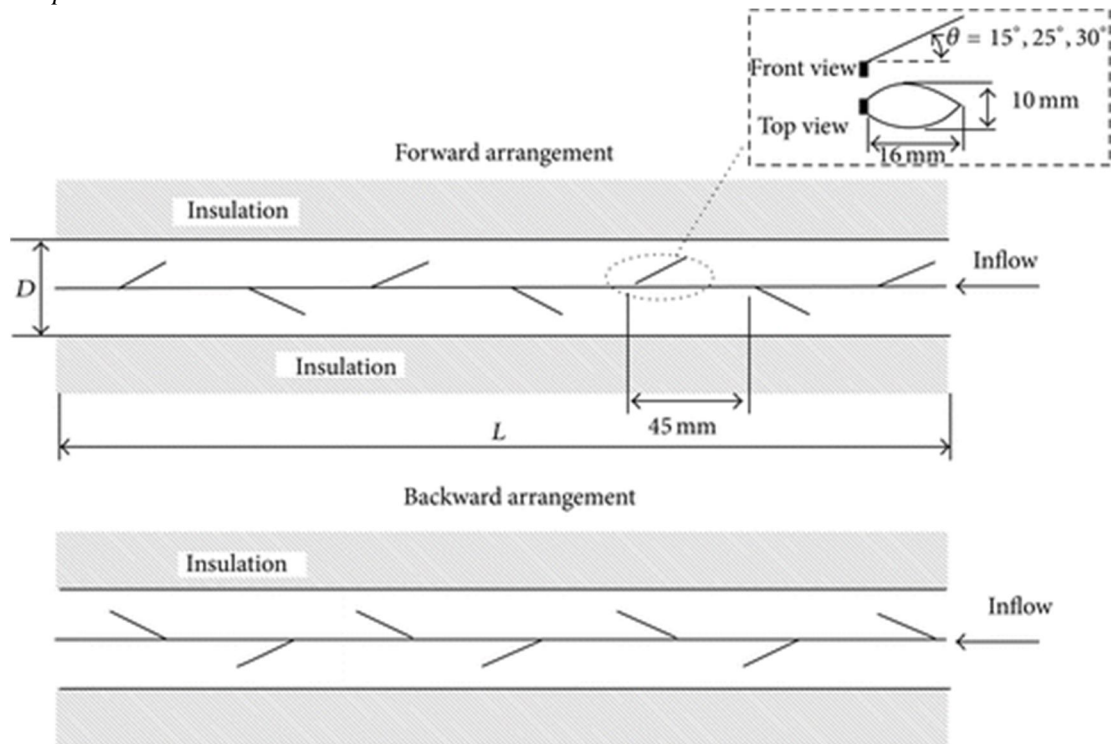 θ = 15°, 25°, 30°
Front view
10 mm
Top view
16 mm
Forward arrangement
Insulation
Inflow
D
Insulation
45 mm
L
Backward arrangement
Insulation
Inflow